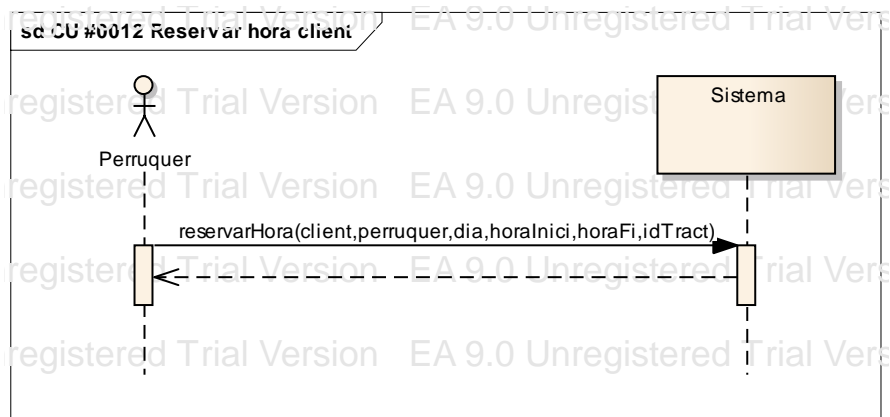 EA 9.0 Unregistered Trial Vers
sd CU #0012 Reservar hora client
registered Trial Version EA 9.0 Unregistered Trial Vers
Sistema
Perruquer
registered Trial Version EA 9.0 Unregistered Trial Vers
reservarHora(client,perruquer,dia,horaInici,horaFi,idTract)
registered Trial Version EA 9.0 Unregistered Trial Vers
registered Trial Version EA 9.0 Unregistered Trial Vers